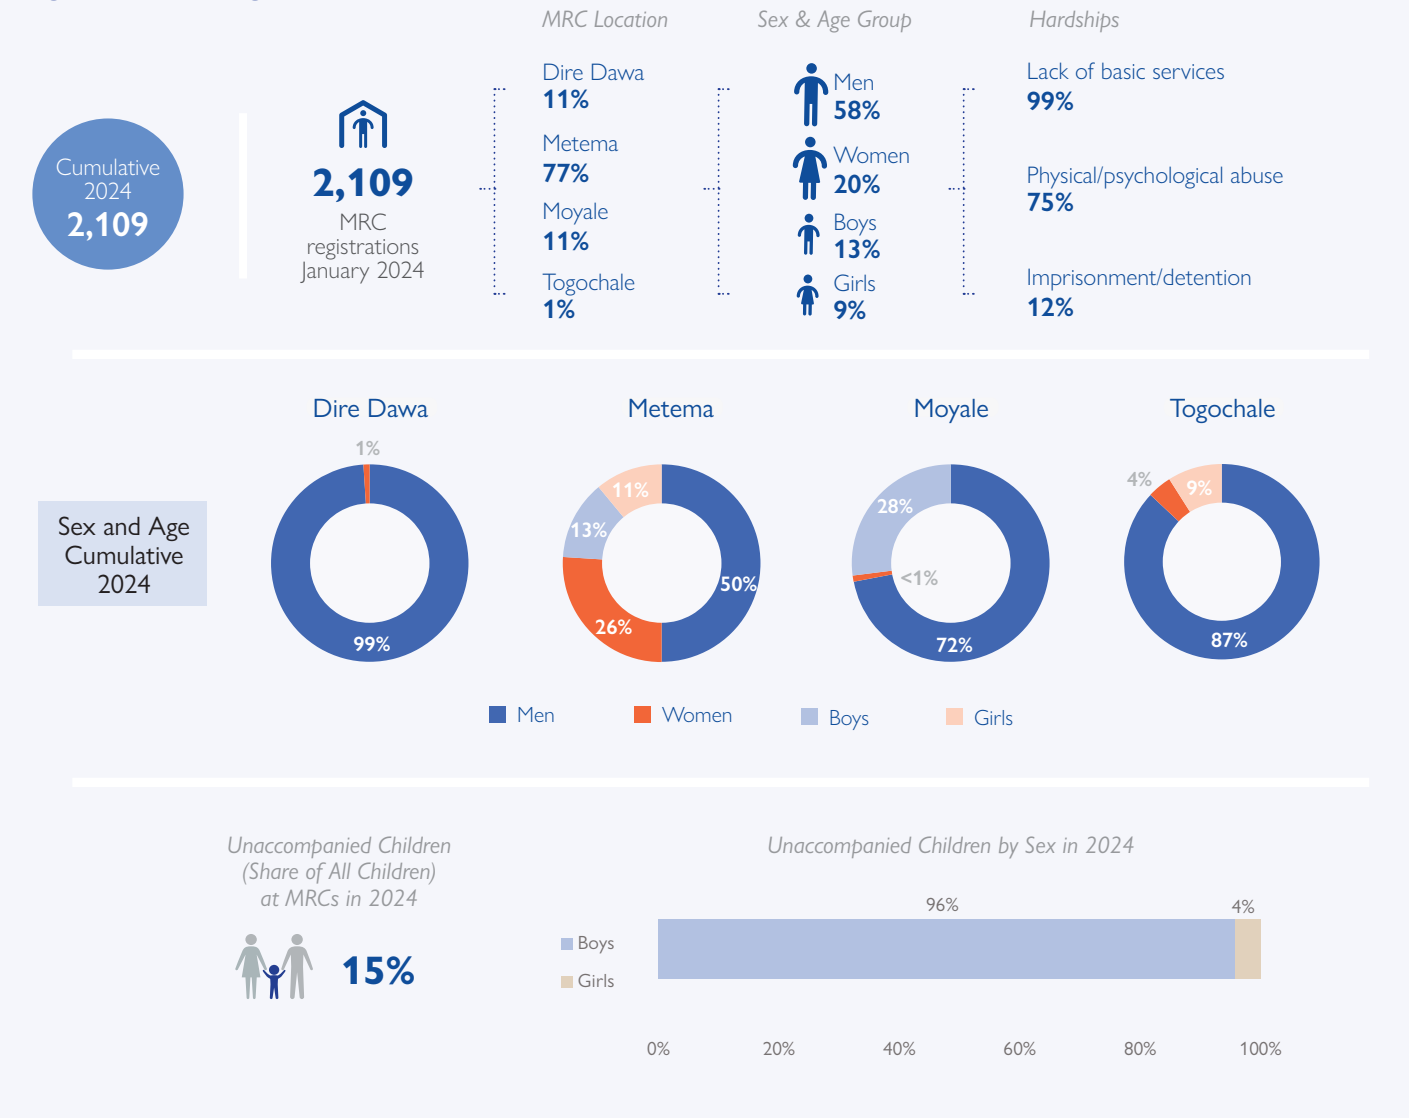 MRC Location
Sex & Age Group
Hardships
Cumulative
2024
2,109
2,109
MRC
registrations
January 2024
Dire Dawa
11%
Metema
77%
Moyale
11%
Togochale
1%
Men
58%
Women
20%
Boys
13%
Girls
9%
Lack of basic services
99%
Physical/psychological abuse
75%
Imprisonment/detention
12%
Sex and Age
Cumulative
2024
Dire Dawa
1%
99%
Metema
11%
13%
50%
26%
Moyale
28%
<1%
72%
Togochale
4%
9%
87%
Men
Women
Boys
Girls
Unaccompanied Children
(Share of All Children)
at MRCs in 2024
15%
Unaccompanied Children by Sex in 2024
96%
4%
Boys
Girls
0%
20%
40%
60%
80%
100%